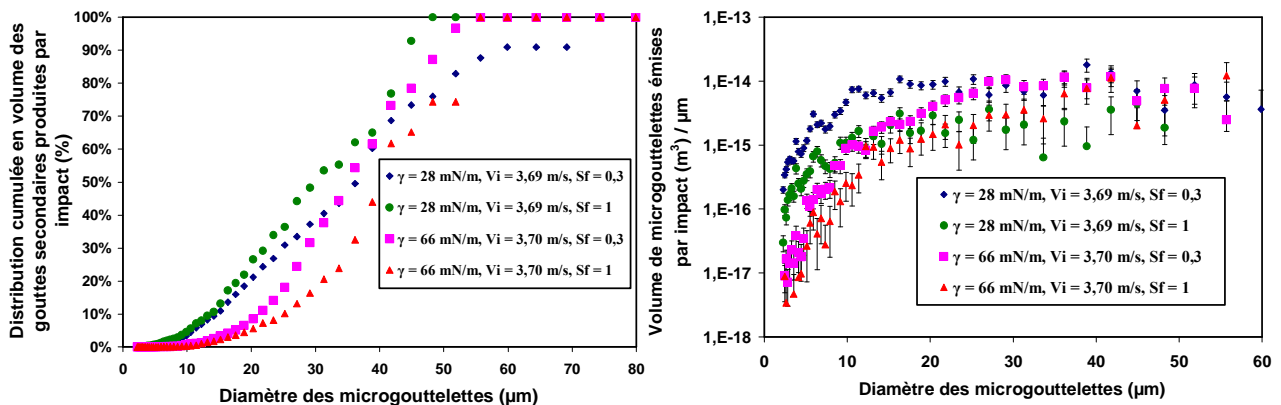 Distribution cumulée en volume des
gouttes secondaires produites par
impact (%)
100%
90%
80%
70%
60%
50%
40%
30%
20%
10%
0%
γ = 28 mN/m, Vi = 3,69 m/s, Sf = 0,3
γ = 28 mN/m, Vi = 3,69 m/s, Sf = 1
γ = 66 mN/m, Vi = 3,70 m/s, Sf = 0,3
γ = 66 mN/m, Vi = 3,70 m/s, Sf = 1
0 10 20 30 40 50 60 70 80
Diamètre des microgouttelettes (µm)
Volume de microgouttelettes émises
par impact (m³) / µm
1,E-13
1,E-14
1,E-15
1,E-16
1,E-17
1,E-18
γ = 28 mN/m, Vi = 3,69 m/s, Sf = 0,3
γ = 28 mN/m, Vi = 3,69 m/s, Sf = 1
γ = 66 mN/m, Vi = 3,70 m/s, Sf = 0,3
γ = 66 mN/m, Vi = 3,70 m/s, Sf = 1
0 10 20 30 40 50 60
Diamètre des microgouttelettes (µm)